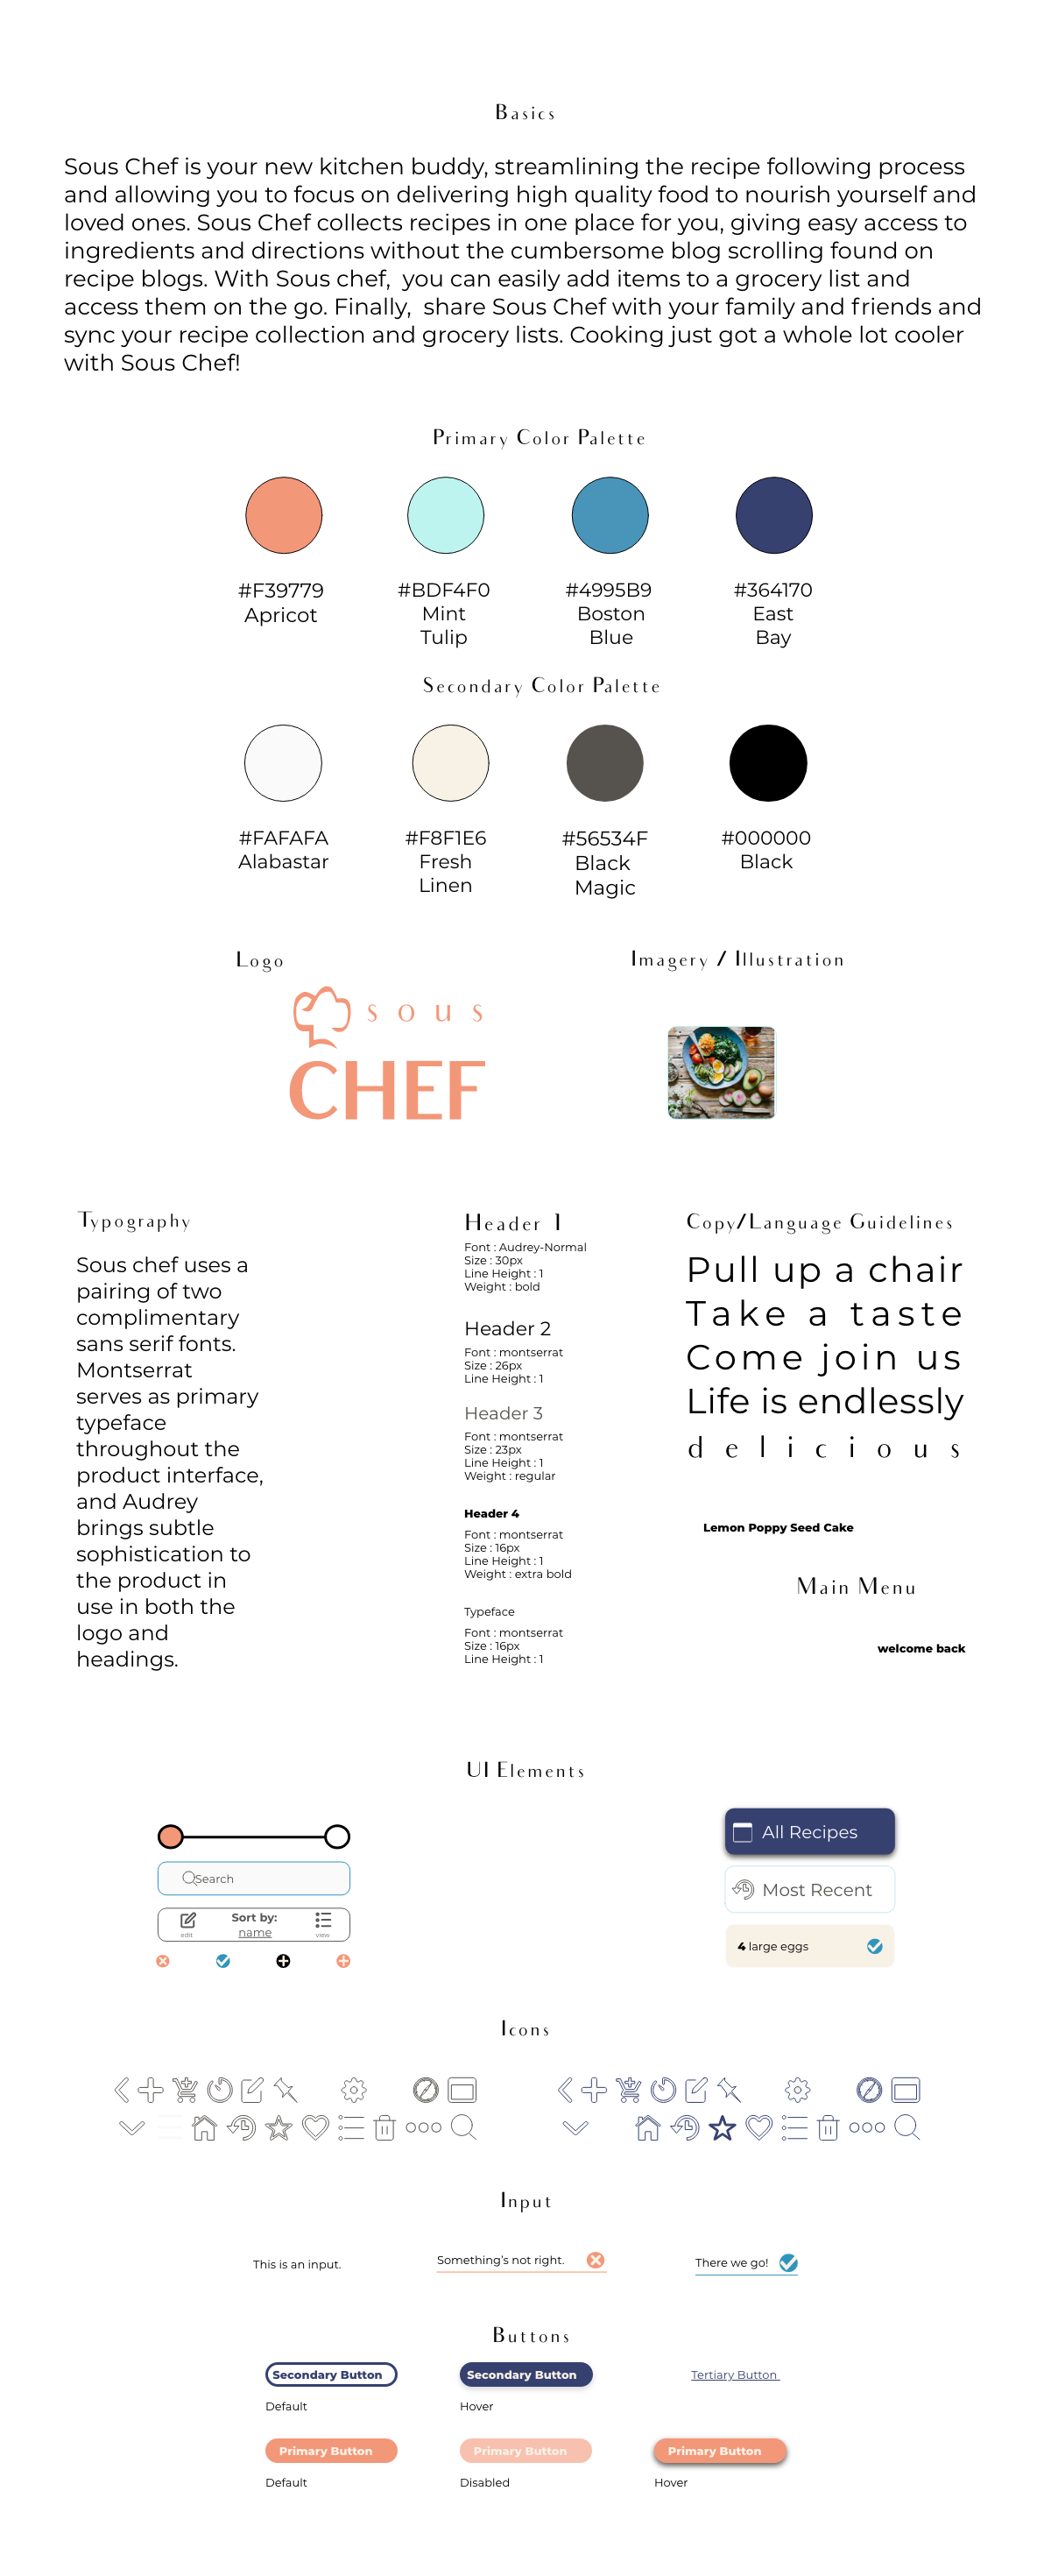 Basics
Sous Chef is your new kitchen buddy, streamlining the recipe following process
and allowing you to focus on delivering high quality food to nourish yourself and
loved ones. Sous Chef collects recipes in one place for you, giving easy access to
ingredients and directions without the cumbersome blog scrolling found on
recipe blogs. With Sous chef,  you can easily add items to a grocery list and
access them on the go. Finally,  share Sous Chef with your family and friends and
sync your recipe collection and grocery lists. Cooking just got a whole lot cooler
with Sous Chef!
Primary Color Palette
#F39779
Apricot
#BDF4F0
Mint
Tulip
#4995B9
Boston
Blue
#364170
East
Bay
Secondary Color Palette
#FAFAFA
Alabastar
#F8F1E6
Fresh
Linen
#56534F
Black
Magic
#000000
Black
Logo
sous
CHEF
Imagery / Illustration
Typography
Sous chef uses a
pairing of two
complimentary
sans serif fonts.
Montserrat
serves as primary
typeface
throughout the
product interface,
and Audrey
brings subtle
sophistication to
the product in
use in both the
logo and
headings.
Header 1
Font : Audrey-Normal
Size : 30px
Line Height : 1
Weight : bold
Header 2
Font : montserrat
Size : 26px
Line Height : 1
Header 3
Font : montserrat
Size : 23px
Line Height : 1
Weight : regular
Header 4
Font : montserrat
Size : 16px
Line Height : 1
Weight : extra bold
Typeface
Font : montserrat
Size : 16px
Line Height : 1
Copy/Language Guidelines
Pull up a chair
Take a taste
Come join us
Life is endlessly
delicious
Lemon Poppy Seed Cake
Main Menu
welcome back
UI Elements
Search
edit
Sort by:
name
view
All Recipes
Most Recent
4 large eggs
Icons
Input
This is an input.
Something's not right.
There we go!
Buttons
Secondary Button
Default
Secondary Button
Hover
Tertiary Button
Primary Button
Default
Primary Button
Disabled
Primary Button
Hover